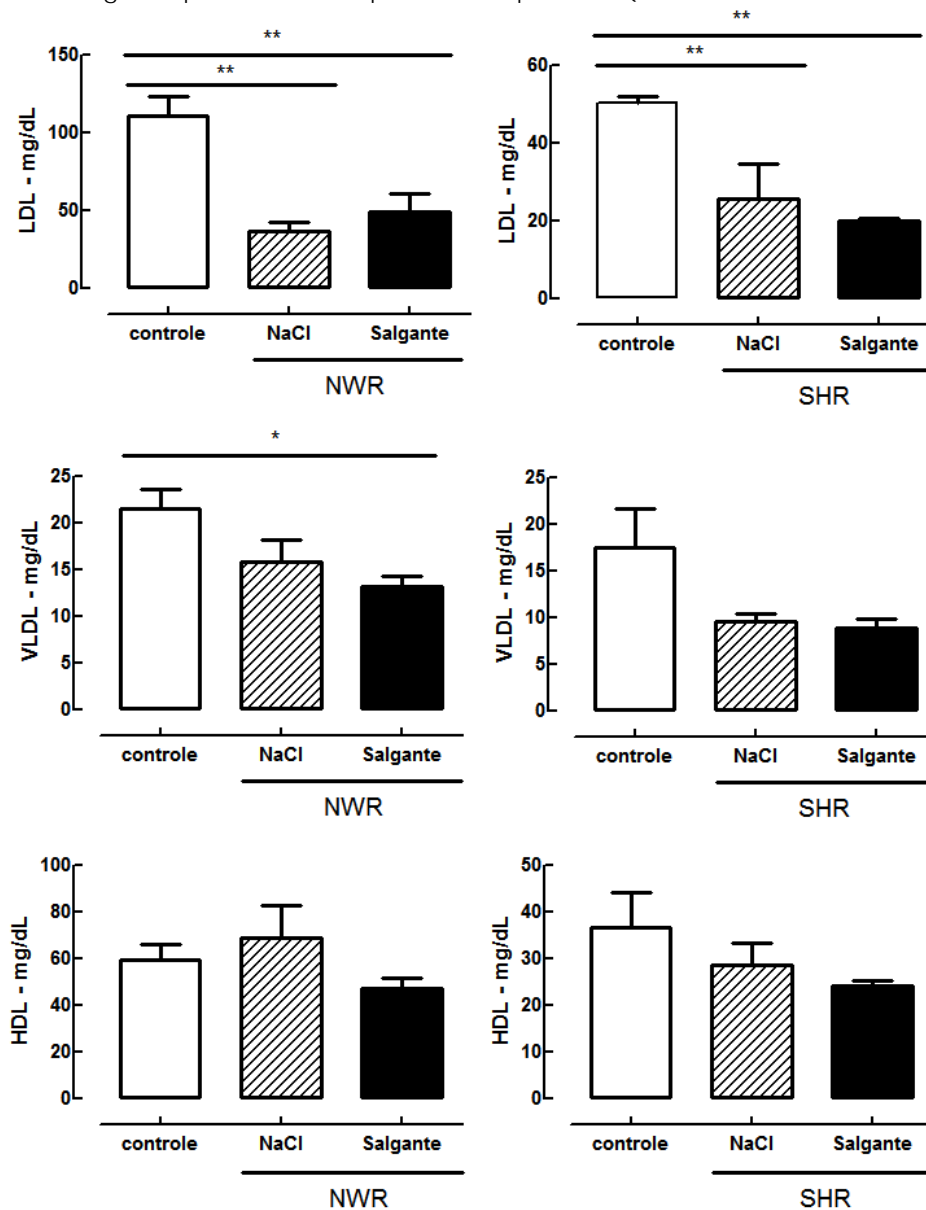 **
**
150
100
50
0
LDL - mg/dL
controle NaCl Salgante
NWR
**
**
60
40
20
0
LDL - mg/dL
controle NaCl Salgante
SHR
*
25
20
15
10
5
0
VLDL - mg/dL
controle NaCl Salgante
NWR
25
20
15
10
5
0
VLDL - mg/dL
controle NaCl Salgante
SHR
100
80
60
40
20
0
HDL - mg/dL
controle NaCl Salgante
NWR
50
40
30
20
10
0
HDL - mg/dL
controle NaCl Salgante
SHR